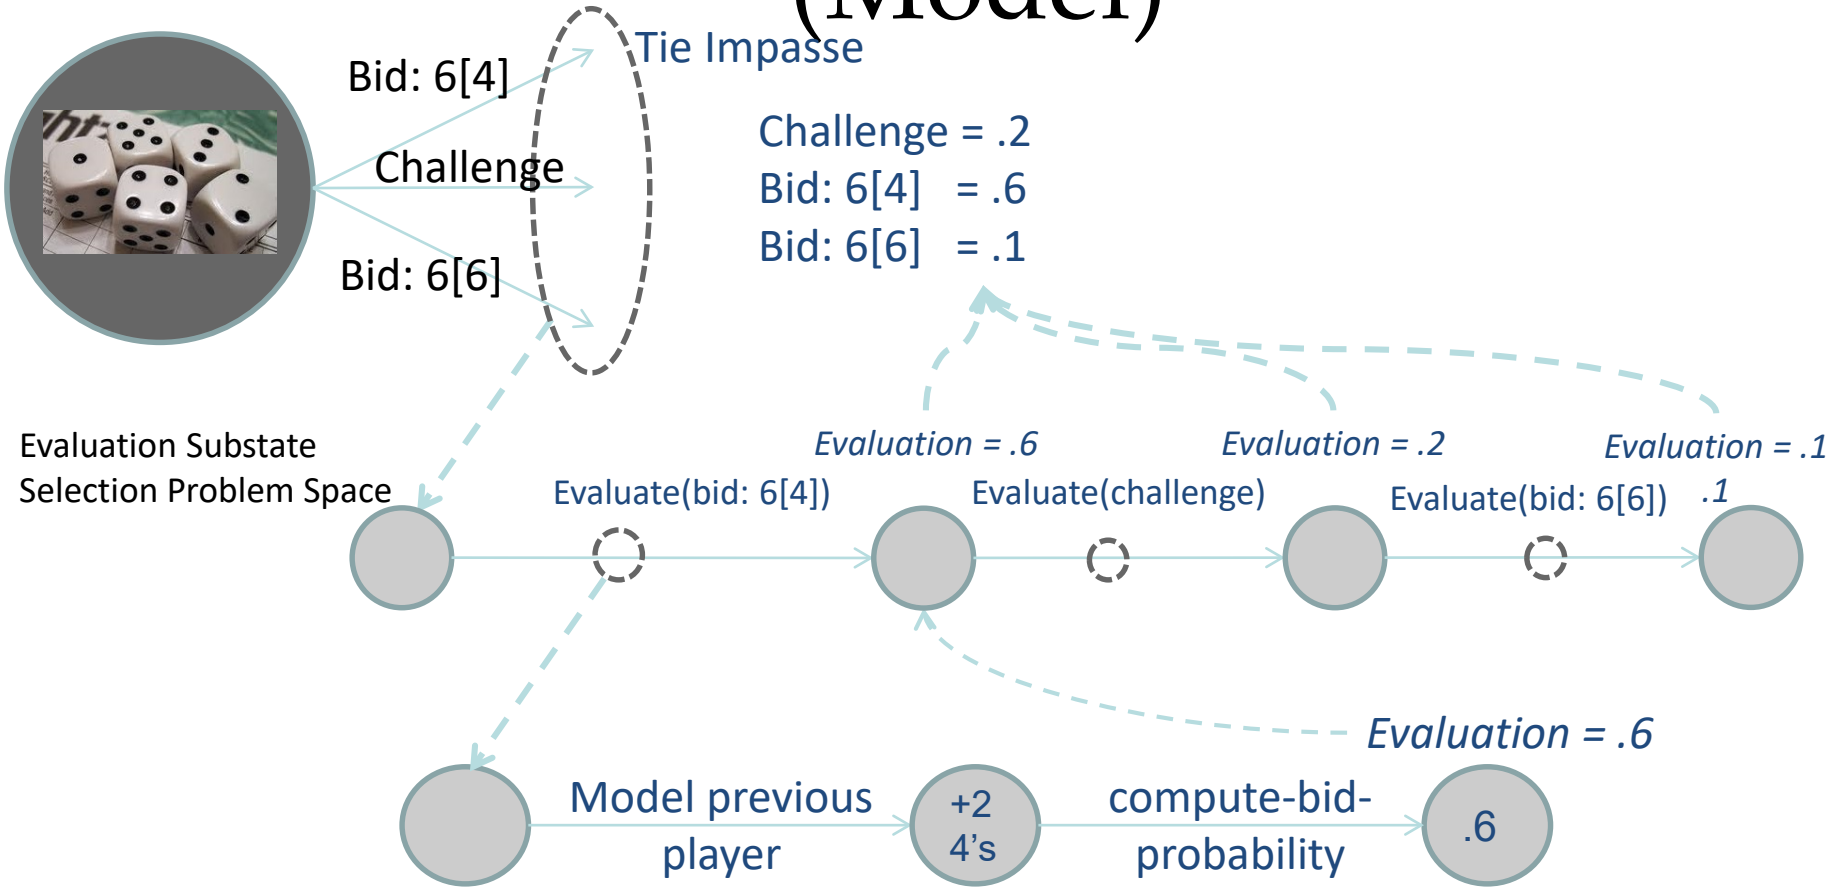 (Model)
Tie Impasse
Bid: 6[4]
Challenge
Bid: 6[6]
Challenge = .2
Bid: 6[4] = .6
Bid: 6[6] = .1
Evaluation Substate
Selection Problem Space
Evaluation = .6
Evaluation = .2
Evaluation = .1
Evaluate(bid: 6[4])
Evaluate(challenge)
Evaluate(bid: 6[6])
.1
Evaluation = .6
Model previous
player
+2
4's
compute-bid-
probability
.6